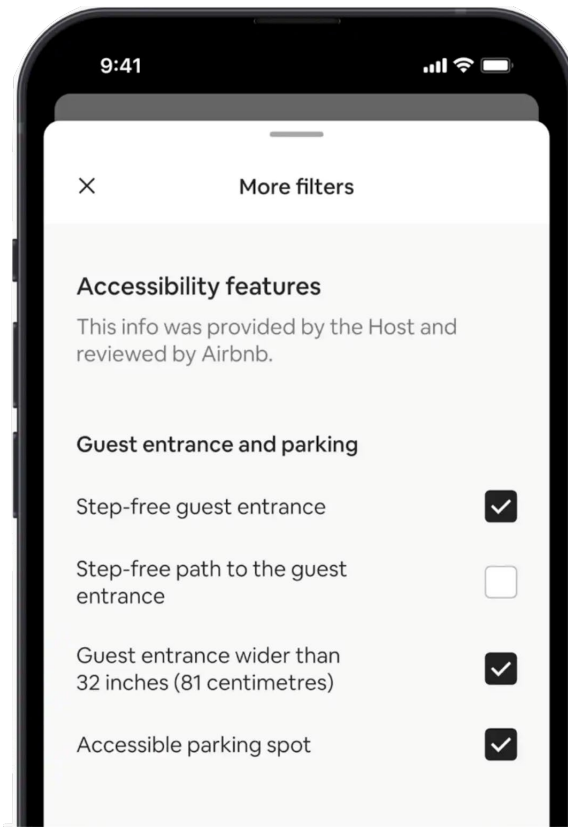 9:41
More filters
Accessibility features
This info was provided by the Host and
reviewed by Airbnb.
Guest entrance and parking
Step-free guest entrance
Step-free path to the guest
entrance
Guest entrance wider than
32 inches (81 centimetres)
Accessible parking spot